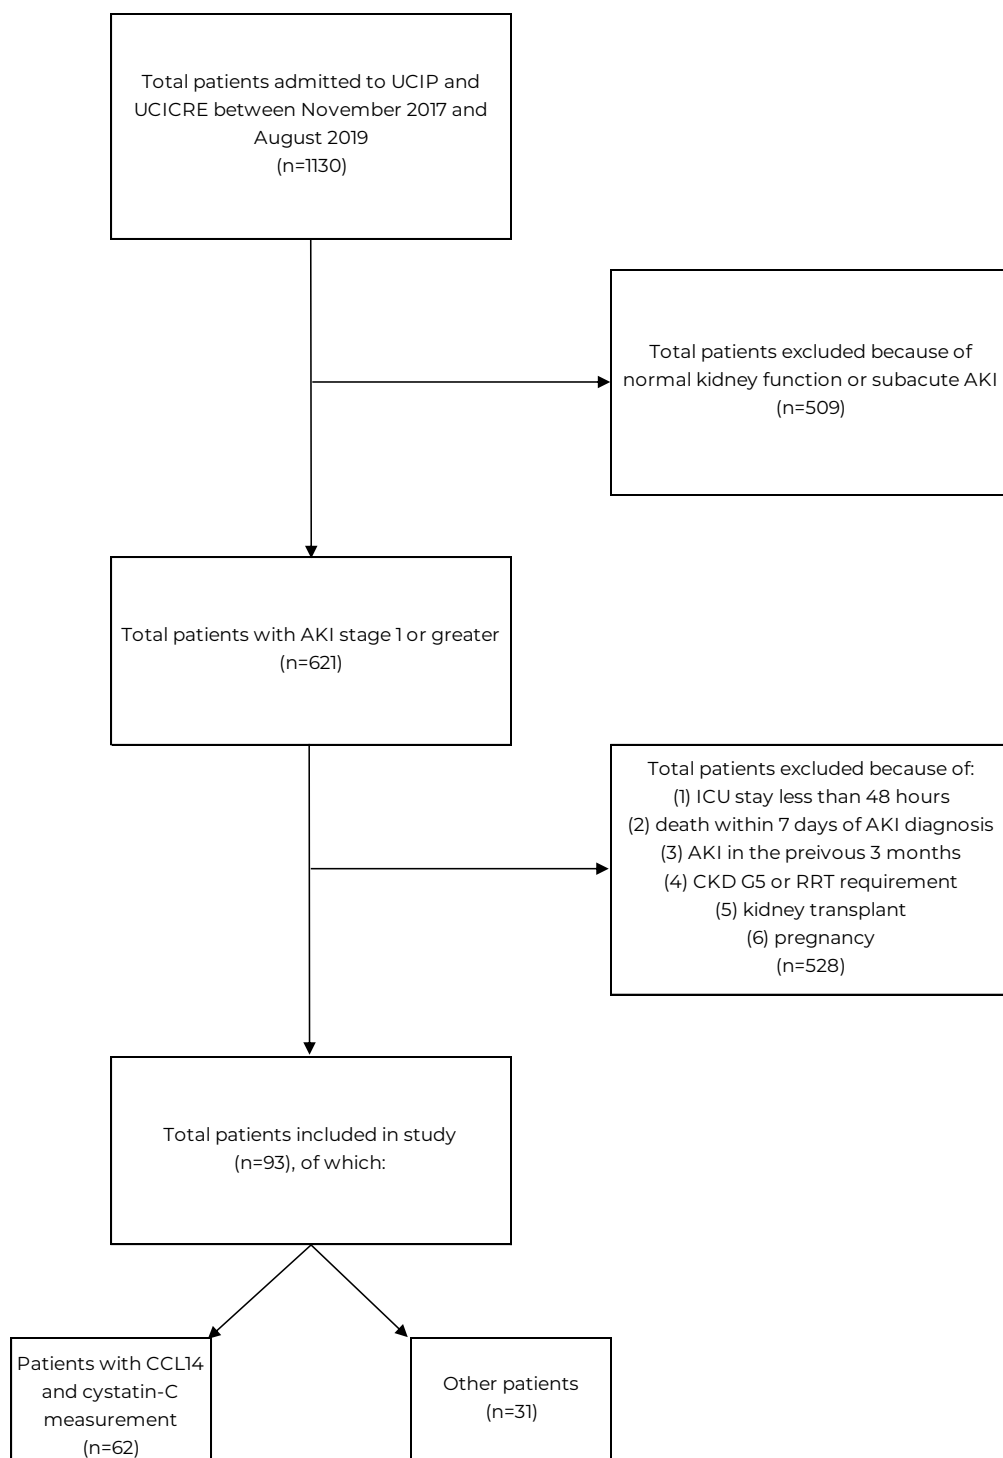 Total patients admitted to UCIP and
UCICRE between November 2017 and
August 2019
(n=1130)
Total patients excluded because of
normal kidney function or subacute AKI
(n=509)
Total patients with AKI stage 1 or greater
(n=621)
Total patients excluded because of:
(1) ICU stay less than 48 hours
(2) death within 7 days of AKI diagnosis
(3) AKI in the preivous 3 months
(4) CKD G5 or RRT requirement
(5) kidney transplant
(6) pregnancy
(n=528)
Total patients included in study
(n=93), of which:
Patients with CCL14
and cystatin-C
measurement
(n=62)
Other patients
(n=31)